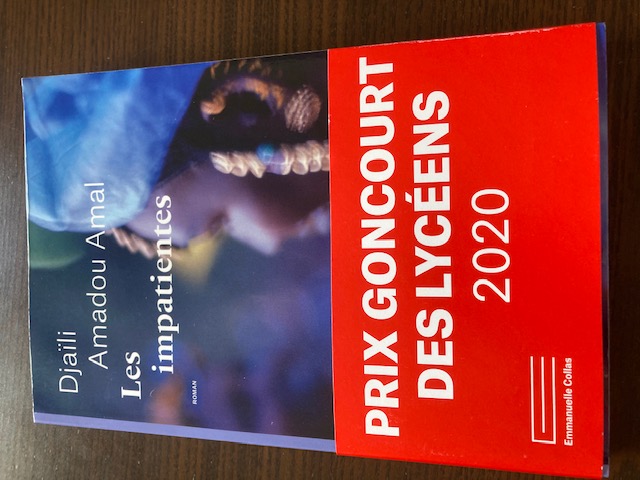 Djaïli
Amadou Amal
Les
impatientes
ROMAN
PRIX GONCOURT
DES LYCÉENS
2020
Emmanuelle Collas